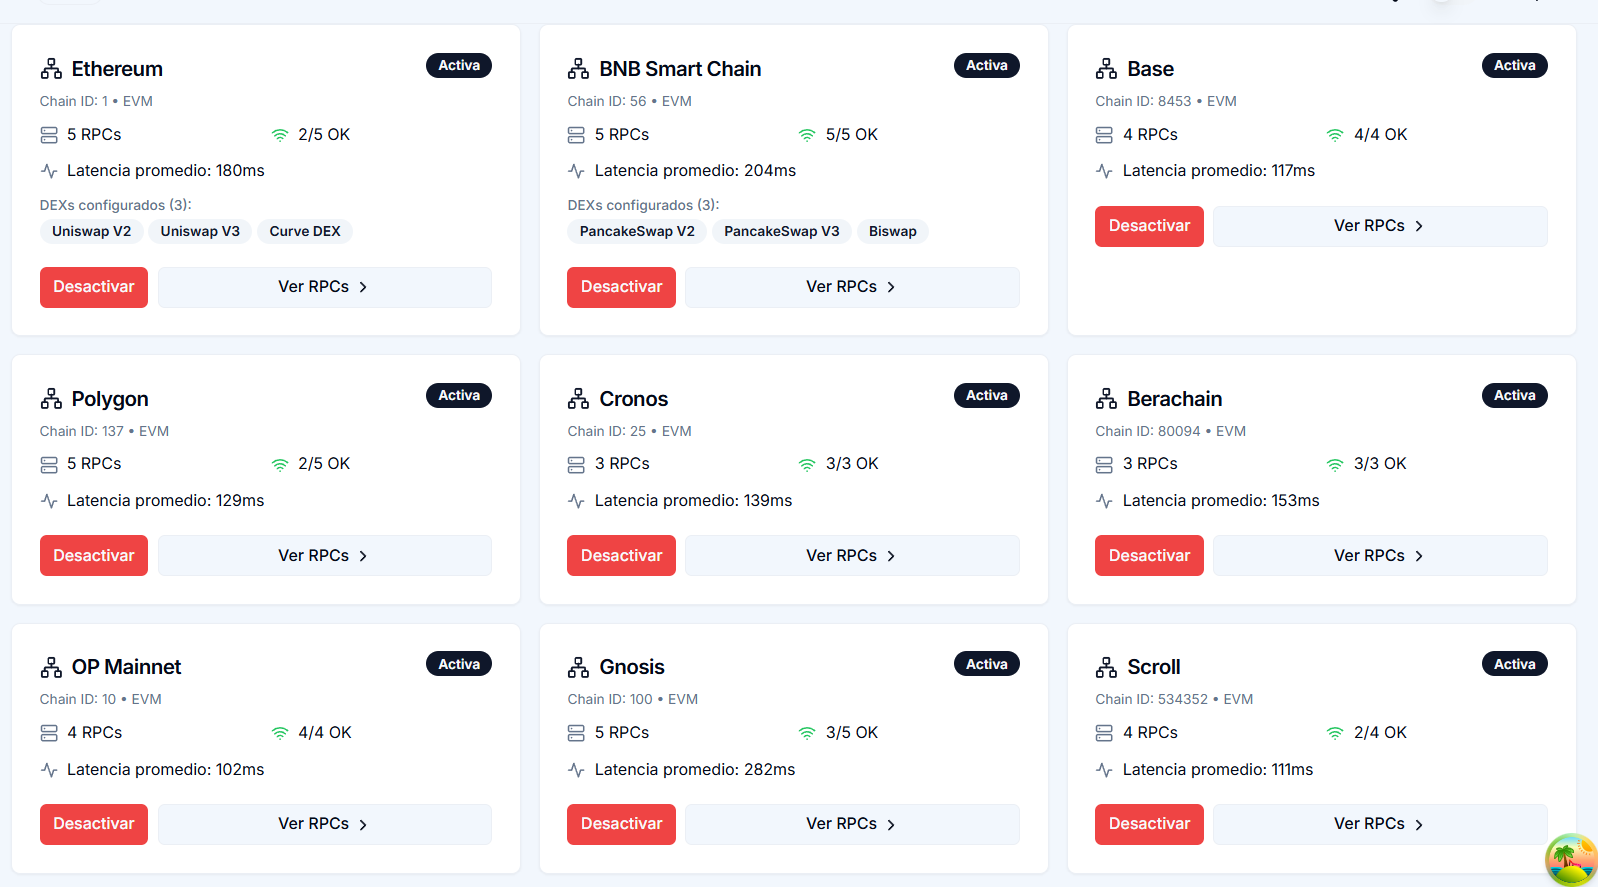 Ethereum
Activa
Chain ID: 1 • EVM
5 RPCs
2/5 OK
Latencia promedio: 180ms
DEXs configurados (3):
Uniswap V2
Uniswap V3
Curve DEX
Desactivar
Ver RPCs
BNB Smart Chain
Activa
Chain ID: 56 • EVM
5 RPCs
5/5 OK
Latencia promedio: 204ms
DEXs configurados (3):
PancakeSwap V2
PancakeSwap V3
Biswap
Desactivar
Ver RPCs
Base
Activa
Chain ID: 8453 • EVM
4 RPCs
4/4 OK
Latencia promedio: 117ms
Desactivar
Ver RPCs
Polygon
Activa
Chain ID: 137 • EVM
5 RPCs
2/5 OK
Latencia promedio: 129ms
Desactivar
Ver RPCs
Cronos
Activa
Chain ID: 25 • EVM
3 RPCs
3/3 OK
Latencia promedio: 139ms
Desactivar
Ver RPCs
Berachain
Activa
Chain ID: 80094 • EVM
3 RPCs
3/3 OK
Latencia promedio: 153ms
Desactivar
Ver RPCs
OP Mainnet
Activa
Chain ID: 10 • EVM
4 RPCs
4/4 OK
Latencia promedio: 102ms
Desactivar
Ver RPCs
Gnosis
Activa
Chain ID: 100 • EVM
5 RPCs
3/5 OK
Latencia promedio: 282ms
Desactivar
Ver RPCs
Scroll
Activa
Chain ID: 534352 • EVM
4 RPCs
2/4 OK
Latencia promedio: 111ms
Desactivar
Ver RPCs